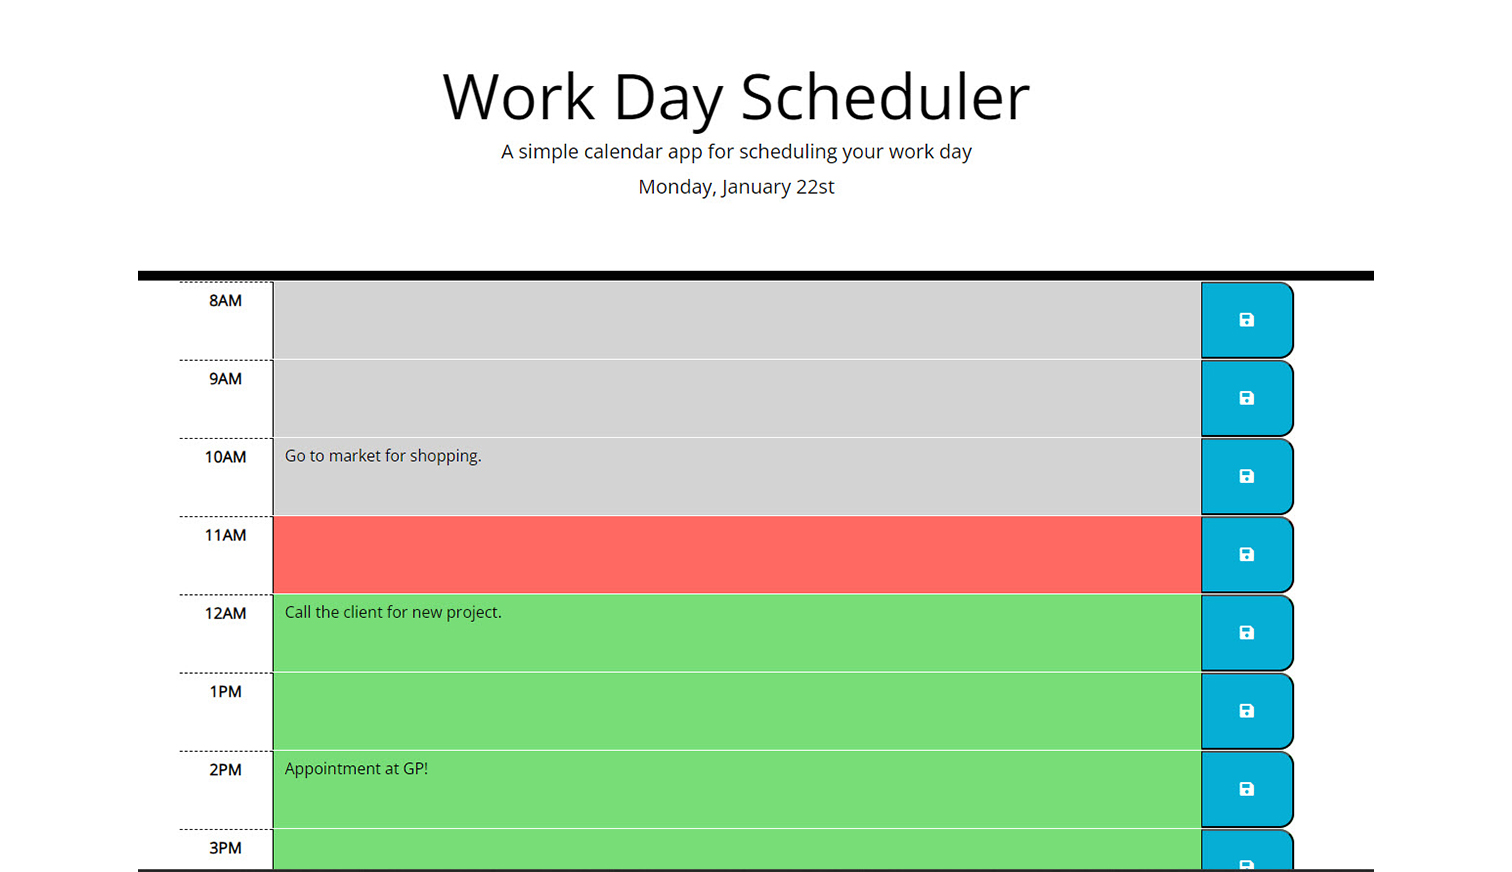 Work Day Scheduler
A simple calendar app for scheduling your work day
Monday, January 22st
8AM
9AM
10AM Go to market for shopping.
11AM
12AM Call the client for new project.
1PM
2PM Appointment at GP!
3PM